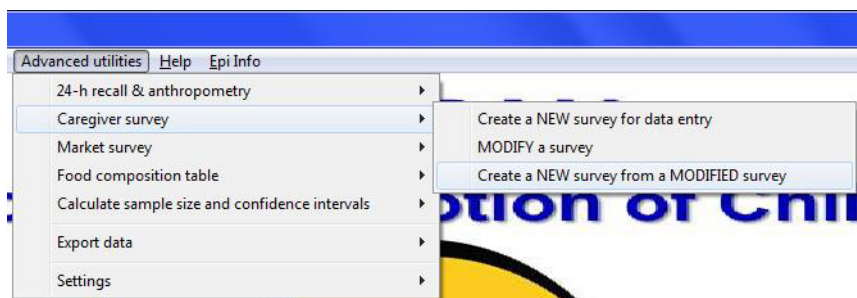 Advanced utilities Help Epi Info
24-h recall & anthropometry
Caregiver survey
Market survey
Food composition table
Calculate sample size and confidence intervals
Export data
Settings
Create a NEW survey for data entry
MODIFY a survey
Create a NEW survey from a MODIFIED survey
of